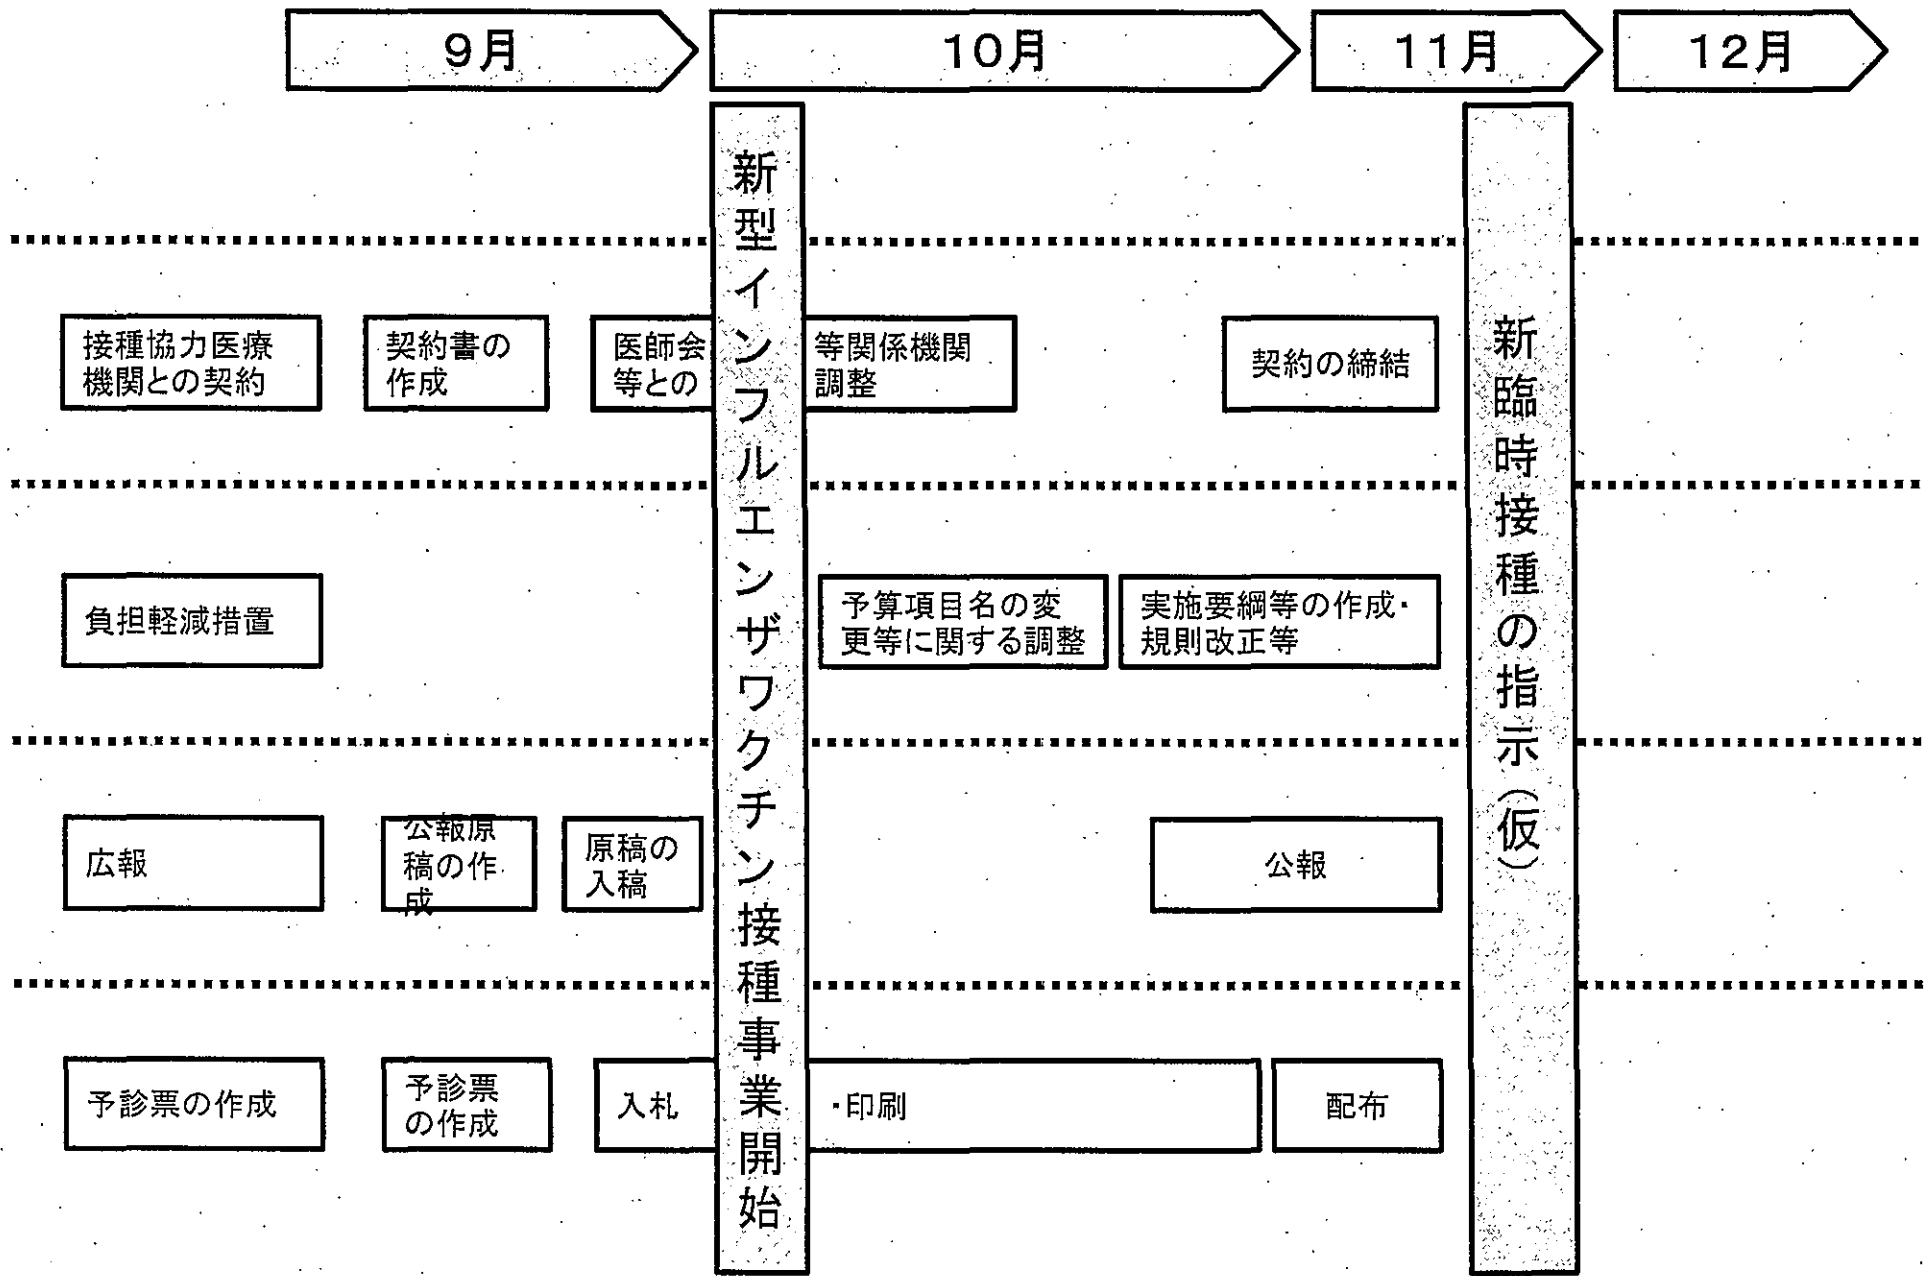 9月
10月
11月
12月
新型インフルエンザワクチン接種事業開始
新臨時接種の指示（仮）
接種協力医療
機関との契約
契約書の
作成
医師会
等との
等関係機関
調整
契約の締結
負担軽減措置
予算項目名の変
更等に関する調整
実施要綱等の作成・
規則改正等
広報
公報原
稿の作
成
原稿の
入稿
公報
予診票の作成
予診票
の作成
入札
・印刷
配布